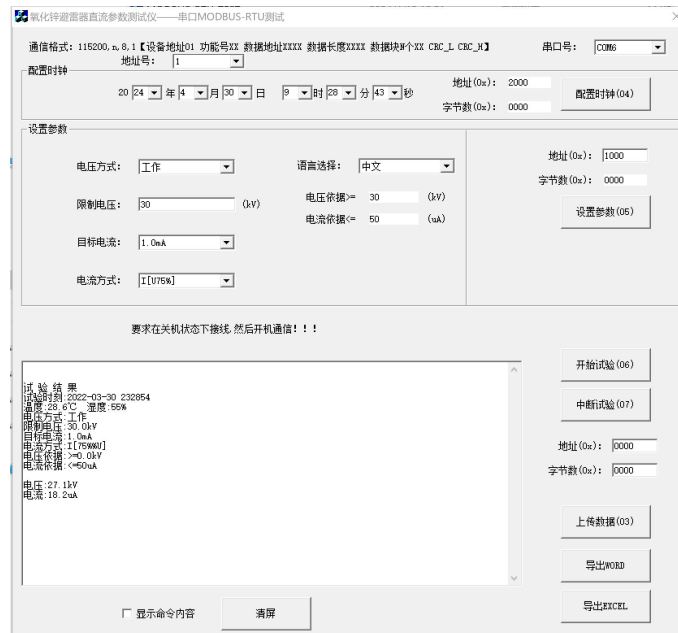 氧化锌避雷器直流参数测试仪——串口MODBUS-RTU测试
通信格式: 115200,n,8,1【设备地址01 功能号XX 数据地址XXXX 数据长度XXXX 数据块N个XX CRC_L CRC_H】
串口号: COM6
地址号: 1
配置时钟
20 24 年 4 月 30 日 9 时 28 分 43 秒
地址(0x): 2000
字节数(0x): 0000
配置时钟(04)
设置参数
电压方式: 工作
语言选择: 中文
限制电压: 30 (kV)
电压依据>= 30 (kV)
电流依据<= 50 (uA)
目标电流: 1.0mA
电流方式: I[U75%]
地址(0x): 1000
字节数(0x): 0000
设置参数(05)
要求在关机状态下接线,然后开机通信!!!
试 验 结 果
试验时刻:2022-03-30 232854
温度:28.6℃ 湿度:55%
电压方式:工作
限制电压:30.0kV
目标电流:1.0mA
电流方式:I[75%%U]
电压依据:>=0.0kV
电流依据:<=50uA
电压:27.1kV
电流:18.2uA
开始试验(06)
中断试验(07)
地址(0x): 0000
字节数(0x): 0000
上传数据(03)
导出WORD
导出EXCEL
显示命令内容
清屏